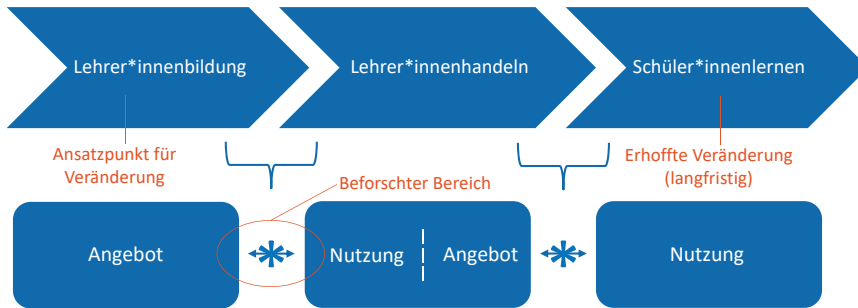 Lehrer*innenbildung
Lehrer*innenhandeln
Schüler*innenlernen
Ansatzpunkt für
Veränderung
Erhoffte Veränderung
(langfristig)
Beforschter Bereich
Angebot
Nutzung
Angebot
Nutzung